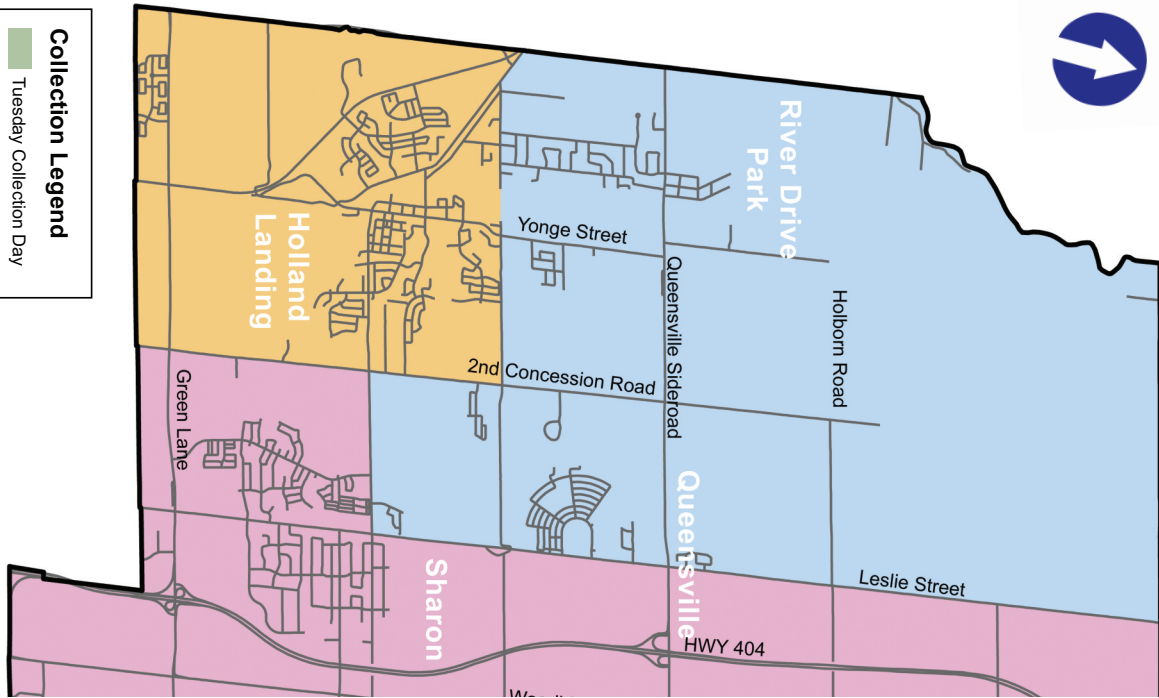 Collection Legend
Tuesday Collection Day
River Drive
Park
Yonge Street
Queensville Sideroad
Holborn Road
Holland
Landing
2nd Concession Road
Green Lane
Queensville
Sharon
Leslie Street
HWY 404